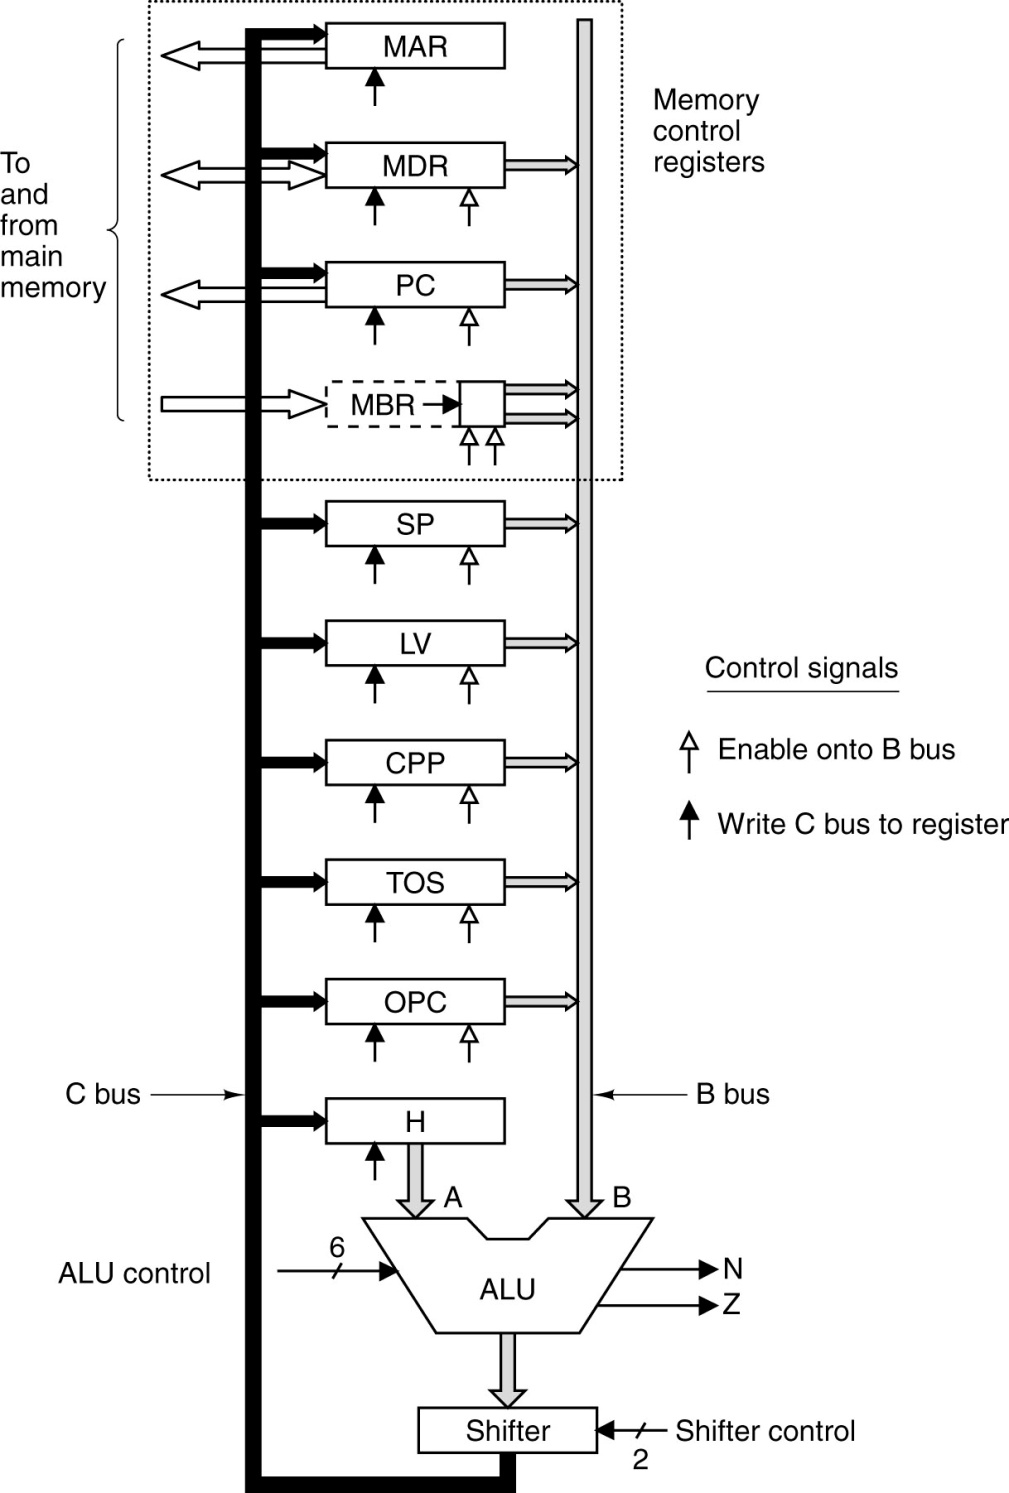 MAR
MDR
PC
MBR
SP
LV
CPP
TOS
OPC
H
To
and
from
main
memory
Memory
control
registers
Control signals
Enable onto B bus
Write C bus to register
C bus
B bus
A
B
6
ALU control
ALU
N
Z
Shifter
Shifter control
2